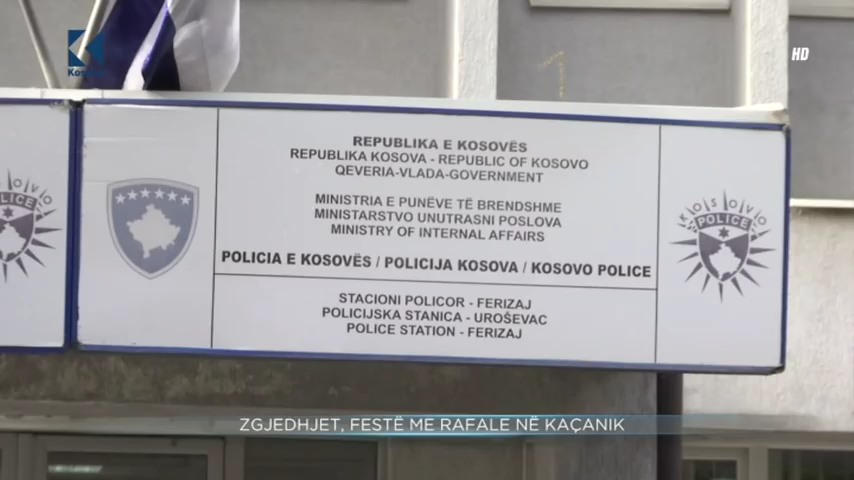 HD
REPUBLIKA E KOSOVËS
REPUBLIKA KOSOVA - REPUBLIC OF KOSOVO
QEVERIA-VLADA-GOVERNMENT
MINISTRIA E PUNËVE TË BRENDSHME
MINISTARSTVO UNUTRASNI POSLOVA
MINISTRY OF INTERNAL AFFAIRS
POLICIA E KOSOVËS / POLICIJA KOSOVA / KOSOVO POLICE
STACIONI POLICOR - FERIZAJ
POLICIJSKA STANICA - UROŠEVAC
POLICE STATION - FERIZAJ
KOSOVO
POLICE
POLICE
ZGJEDHJET, FESTË ME RAFALE NË KAÇANIK